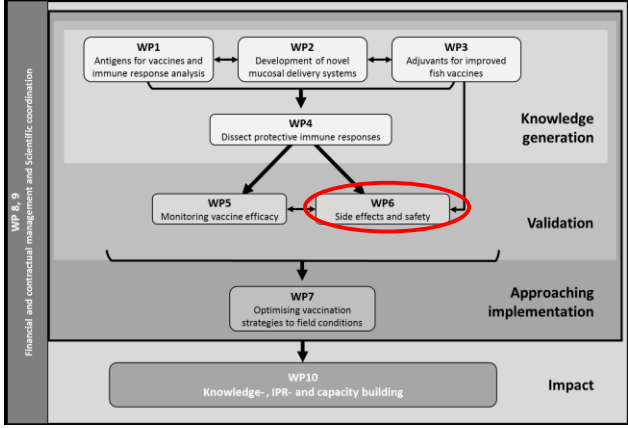 WP 8, 9
Financial and contractual management and Scientific coordination
WP1
Antigens for vaccines and
immune response analysis
WP2
Development of novel
mucosal delivery systems
WP3
Adjuvants for improved
fish vaccines
Knowledge
generation
WP4
Dissect protective immune responses
WP5
Monitoring vaccine efficacy
WP6
Side effects and safety
Validation
WP7
Optimising vaccination
strategies to field conditions
Approaching
implementation
WP10
Knowledge-, IPR- and capacity building
Impact